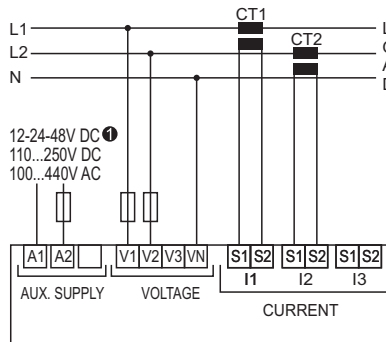 CT1
L1
L
L2
CT2
O
A
N
D
12-24-48V DC ❶
110...250V DC
100...440V AC
A1 A2 V1 V2 V3 VN S1 S2 S1 S2 S1 S2
I1 I2 I3
AUX. SUPPLY VOLTAGE
CURRENT